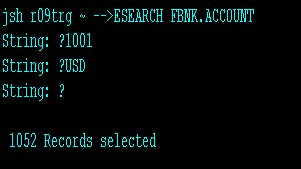 jsh r09trg ~ -->ESEARCH FBNK.ACCOUNT
String: ?1001
String: ?USD
String: ?
1052 Records selected